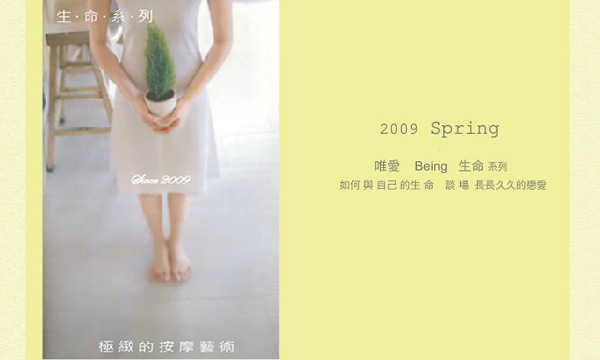 生·命·系·列
Since 2009
極緻的按摩藝術
2009 Spring
唯愛 Being 生命 系列
如何 與 自己 的生 命 談 場 長長久久的戀愛